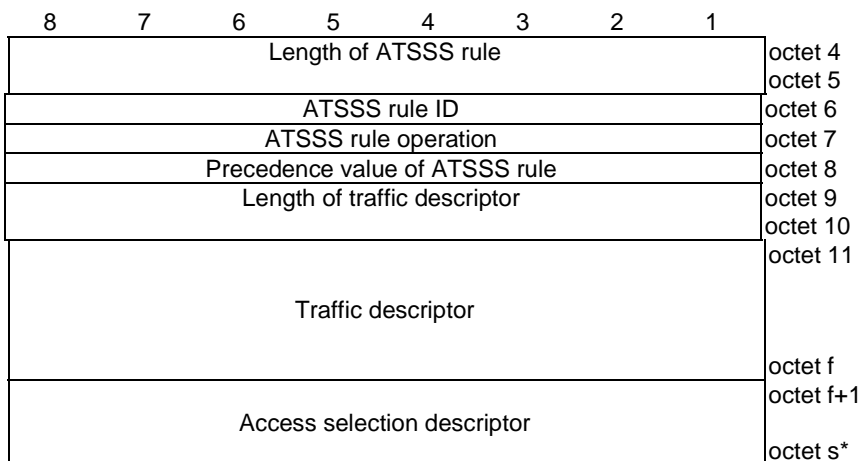 8 7 6 5 4 3 2 1
Length of ATSSS rule octet 4
octet 5
ATSSS rule ID octet 6
ATSSS rule operation octet 7
Precedence value of ATSSS rule octet 8
Length of traffic descriptor octet 9
octet 10
octet 11
Traffic descriptor
octet f
octet f+1
Access selection descriptor
octet s*